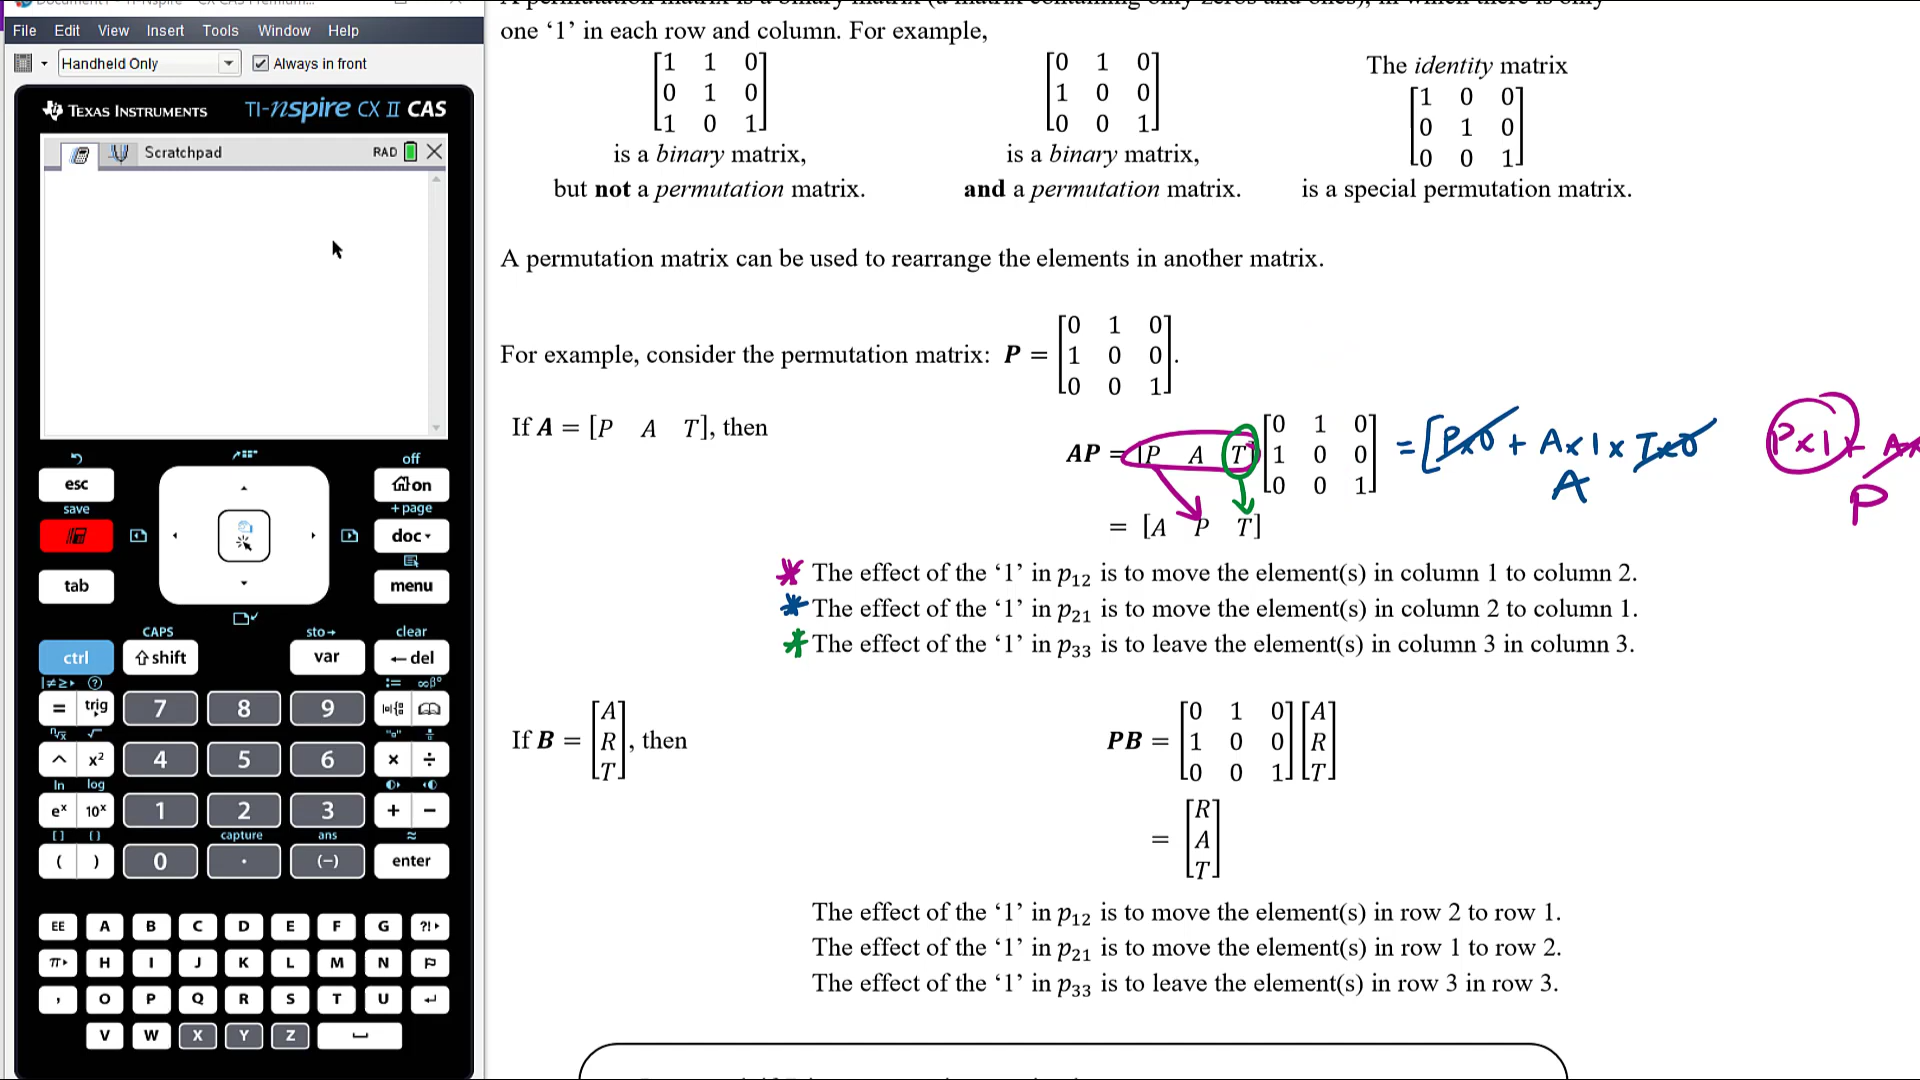 File Edit View Insert Tools Window Help
Handheld Only Always in front
TEXAS INSTRUMENTS TI-nspire CX II CAS
Scratchpad RAD
off
esc on
save + page
doc
tab menu
CAPS sto→ clear
ctrl shift var ←del
= trig 7 8 9
^ x² 4 5 6 × ÷
ln log
eˣ 10ˣ 1 2 3 + −
[ ] { } capture ans ≈
( ) 0 . (−) enter
EE A B C D E F G ?!▸
π▸ H I J K L M N
, O P Q R S T U ↵
V W X Y Z
one ‘1’ in each row and column. For example,
[1 1 0]
[0 1 0]
[1 0 1]
is a binary matrix,
but not a permutation matrix.
[0 1 0]
[1 0 0]
[0 0 1]
is a binary matrix,
and a permutation matrix.
The identity matrix
[1 0 0]
[0 1 0]
[0 0 1]
is a special permutation matrix.
A permutation matrix can be used to rearrange the elements in another matrix.
For example, consider the permutation matrix: P = [0 1 0]
[1 0 0]
[0 0 1].
If A = [P A T], then
AP = [P A T] [0 1 0]
[1 0 0]
[0 0 1]
= [P×0 + A×1 × T×0 P×1 +
A P
= [A P T]
* The effect of the ‘1’ in p₁₂ is to move the element(s) in column 1 to column 2.
* The effect of the ‘1’ in p₂₁ is to move the element(s) in column 2 to column 1.
* The effect of the ‘1’ in p₃₃ is to leave the element(s) in column 3 in column 3.
If B = [A]
[R]
[T], then
PB = [0 1 0] [A]
[1 0 0] [R]
[0 0 1] [T]
= [R]
[A]
[T]
The effect of the ‘1’ in p₁₂ is to move the element(s) in row 2 to row 1.
The effect of the ‘1’ in p₂₁ is to move the element(s) in row 1 to row 2.
The effect of the ‘1’ in p₃₃ is to leave the element(s) in row 3 in row 3.